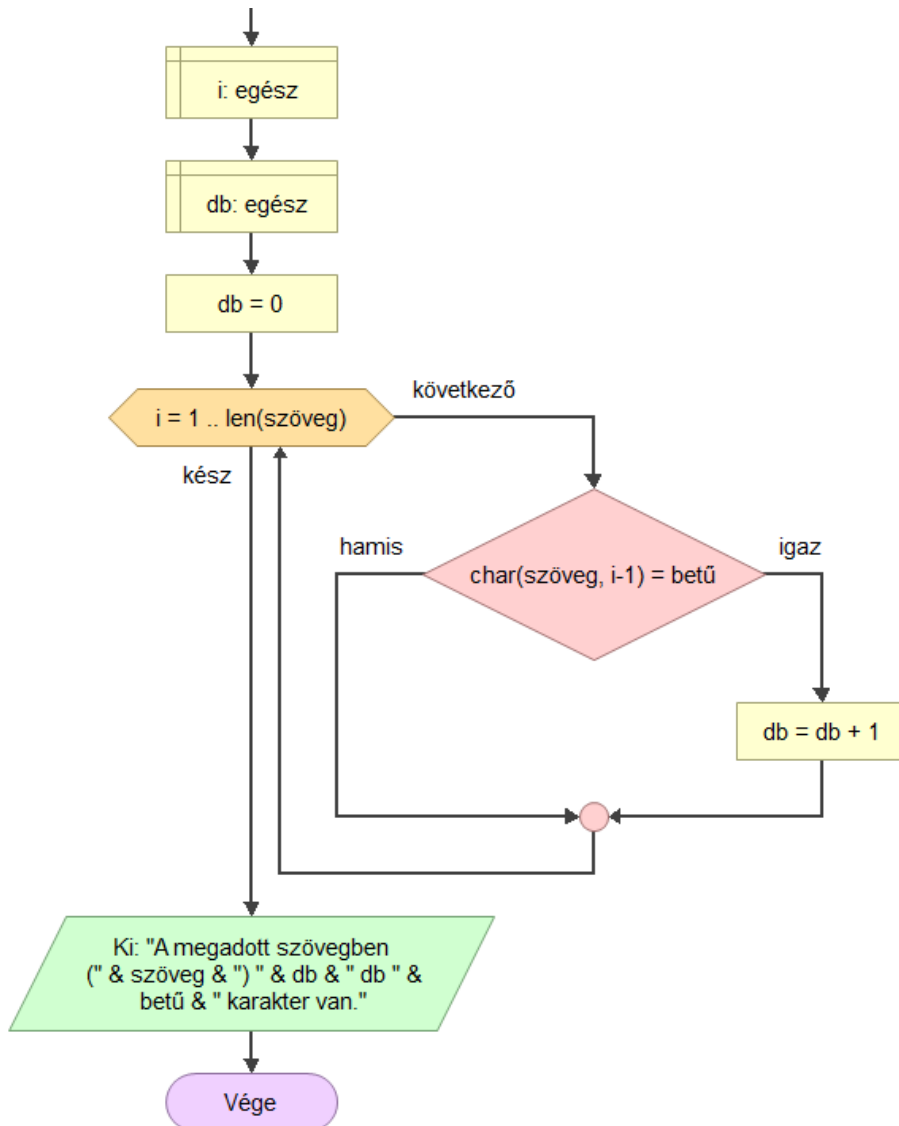 i: egész
db: egész
db = 0
i = 1 .. len(szöveg)
következő
kész
hamis
igaz
char(szöveg, i-1) = betű
db = db + 1
Ki: "A megadott szövegben
(" & szöveg & ") " & db & " db " &
betű & " karakter van."
Vége